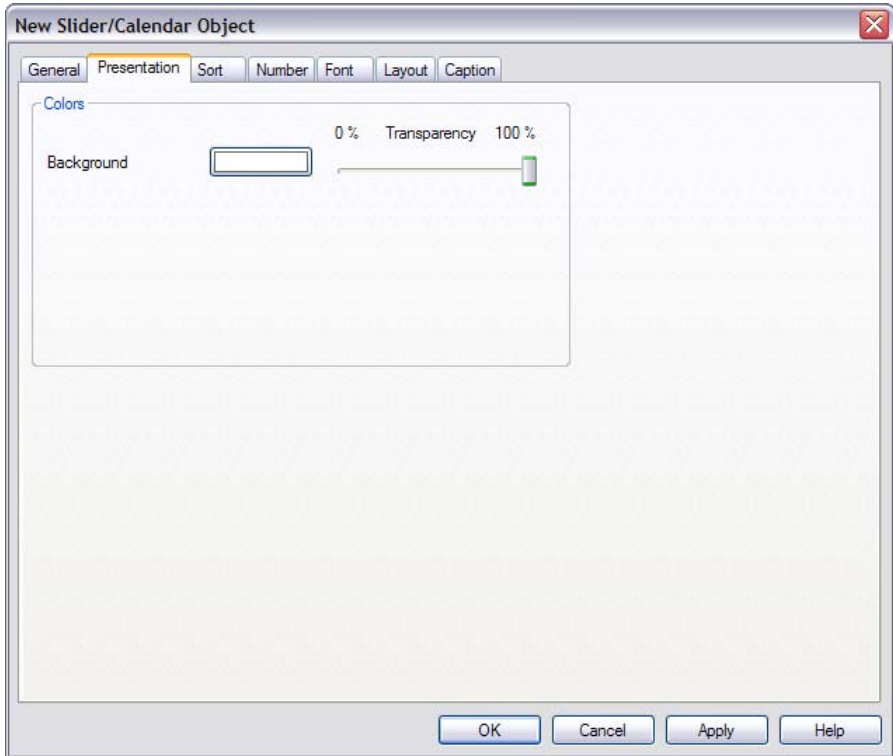 New Slider/Calendar Object
General Presentation Sort Number Font Layout Caption
Colors
0 % Transparency 100 %
Background
OK Cancel Apply Help